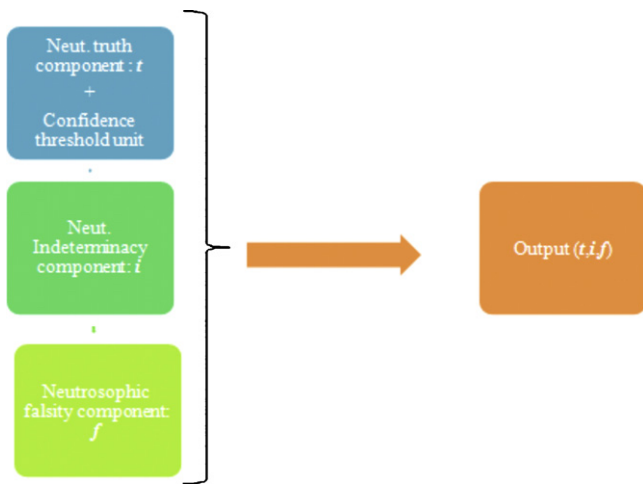 Neut. truth
component : t
+
Confidence
threshold unit
Neut.
Indeterminacy
component: i
Neutrosophic
falsity component:
f
Output (t,i,f)